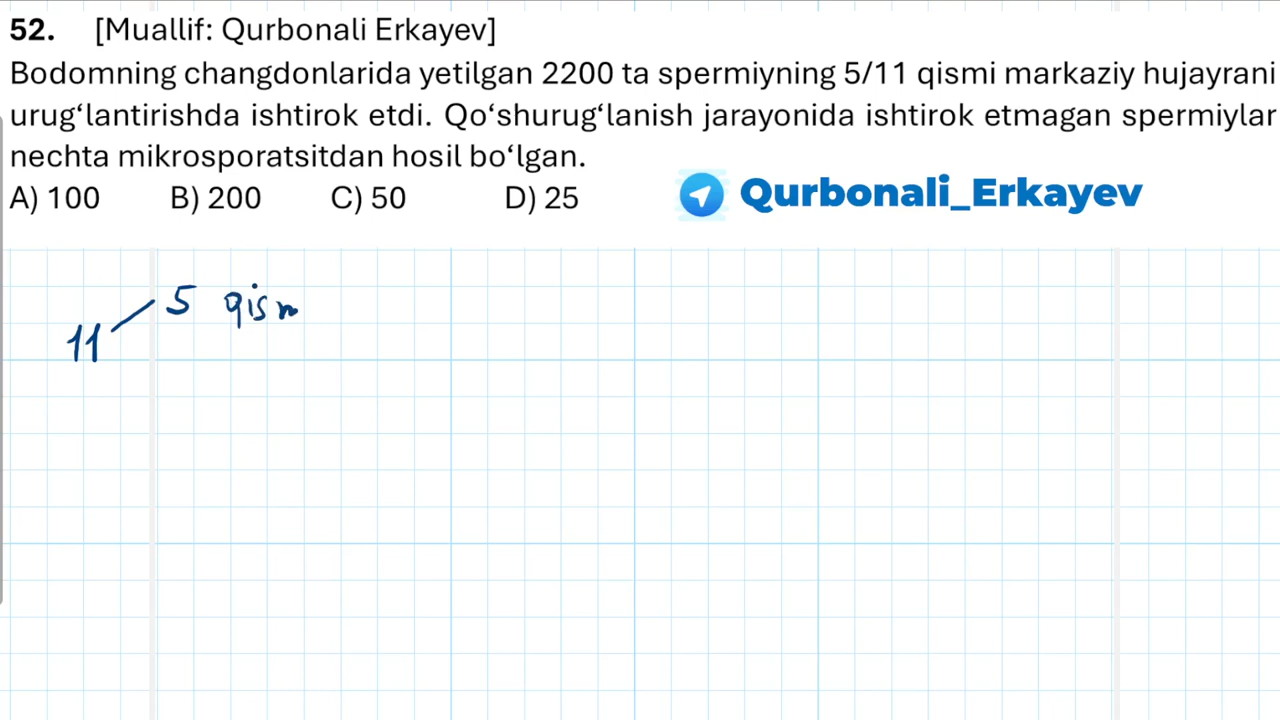 52. [Muallif: Qurbonali Erkayev]
Bodomning changdonlarida yetilgan 2200 ta spermiyning 5/11 qismi markaziy hujayrani
urug‘lantirishda ishtirok etdi. Qo‘shurug‘lanish jarayonida ishtirok etmagan spermiylar
nechta mikrosporatsitdan hosil bo‘lgan.
A) 100 B) 200 C) 50 D) 25
Qurbonali_Erkayev
5 qism
11